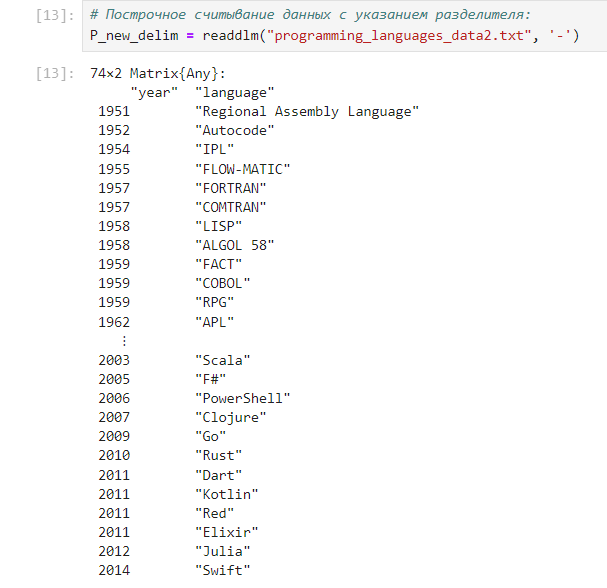 [13]: # Построчное считывание данных с указанием разделителя:
P_new_delim = readdlm("programming_languages_data2.txt", '-')
[13]: 74×2 Matrix{Any}:
"year" "language"
1951 "Regional Assembly Language"
1952 "Autocode"
1954 "IPL"
1955 "FLOW-MATIC"
1957 "FORTRAN"
1957 "COMTRAN"
1958 "LISP"
1958 "ALGOL 58"
1959 "FACT"
1959 "COBOL"
1959 "RPG"
1962 "APL"
⋮
2003 "Scala"
2005 "F#"
2006 "PowerShell"
2007 "Clojure"
2009 "Go"
2010 "Rust"
2011 "Dart"
2011 "Kotlin"
2011 "Red"
2011 "Elixir"
2012 "Julia"
2014 "Swift"